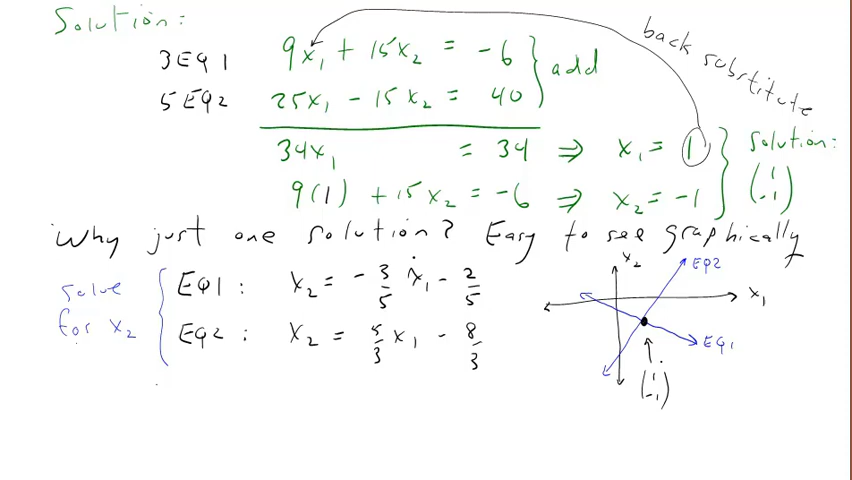 Solution:
3EQ1 9x₁ + 15x₂ = -6
5EQ2 25x₁ - 15x₂ = 40
add
back substitute
34x₁ = 34 ⇒ x₁ = 1
9(1) + 15x₂ = -6 ⇒ x₂ = -1
solution:
(1
-1)
Why just one solution? Easy to see graphically
solve
for x₂
EQ1: x₂ = -3/5 x₁ - 2/5
EQ2: x₂ = 5/3 x₁ - 8/3
x₂
EQ2
x₁
EQ1
(1
-1)